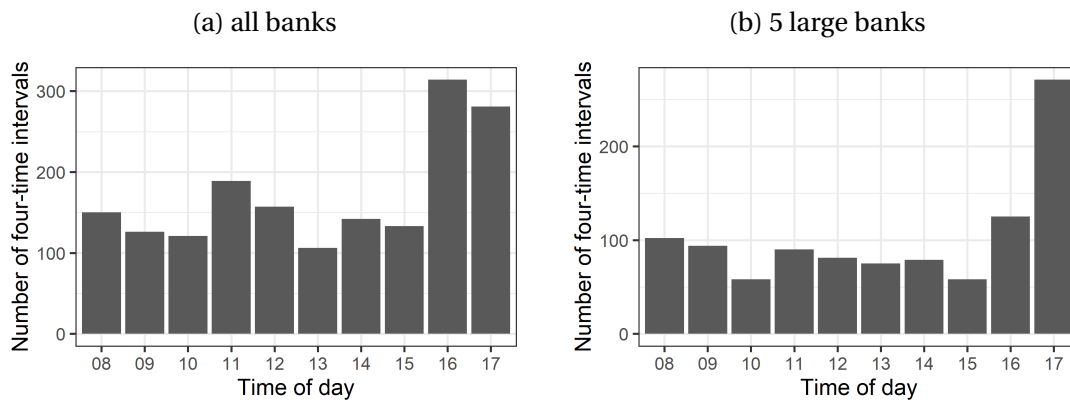 (a) all banks
Number of four-time intervals
300
200
100
0
08 09 10 11 12 13 14 15 16 17
Time of day
(b) 5 large banks
Number of four-time intervals
200
100
0
08 09 10 11 12 13 14 15 16 17
Time of day